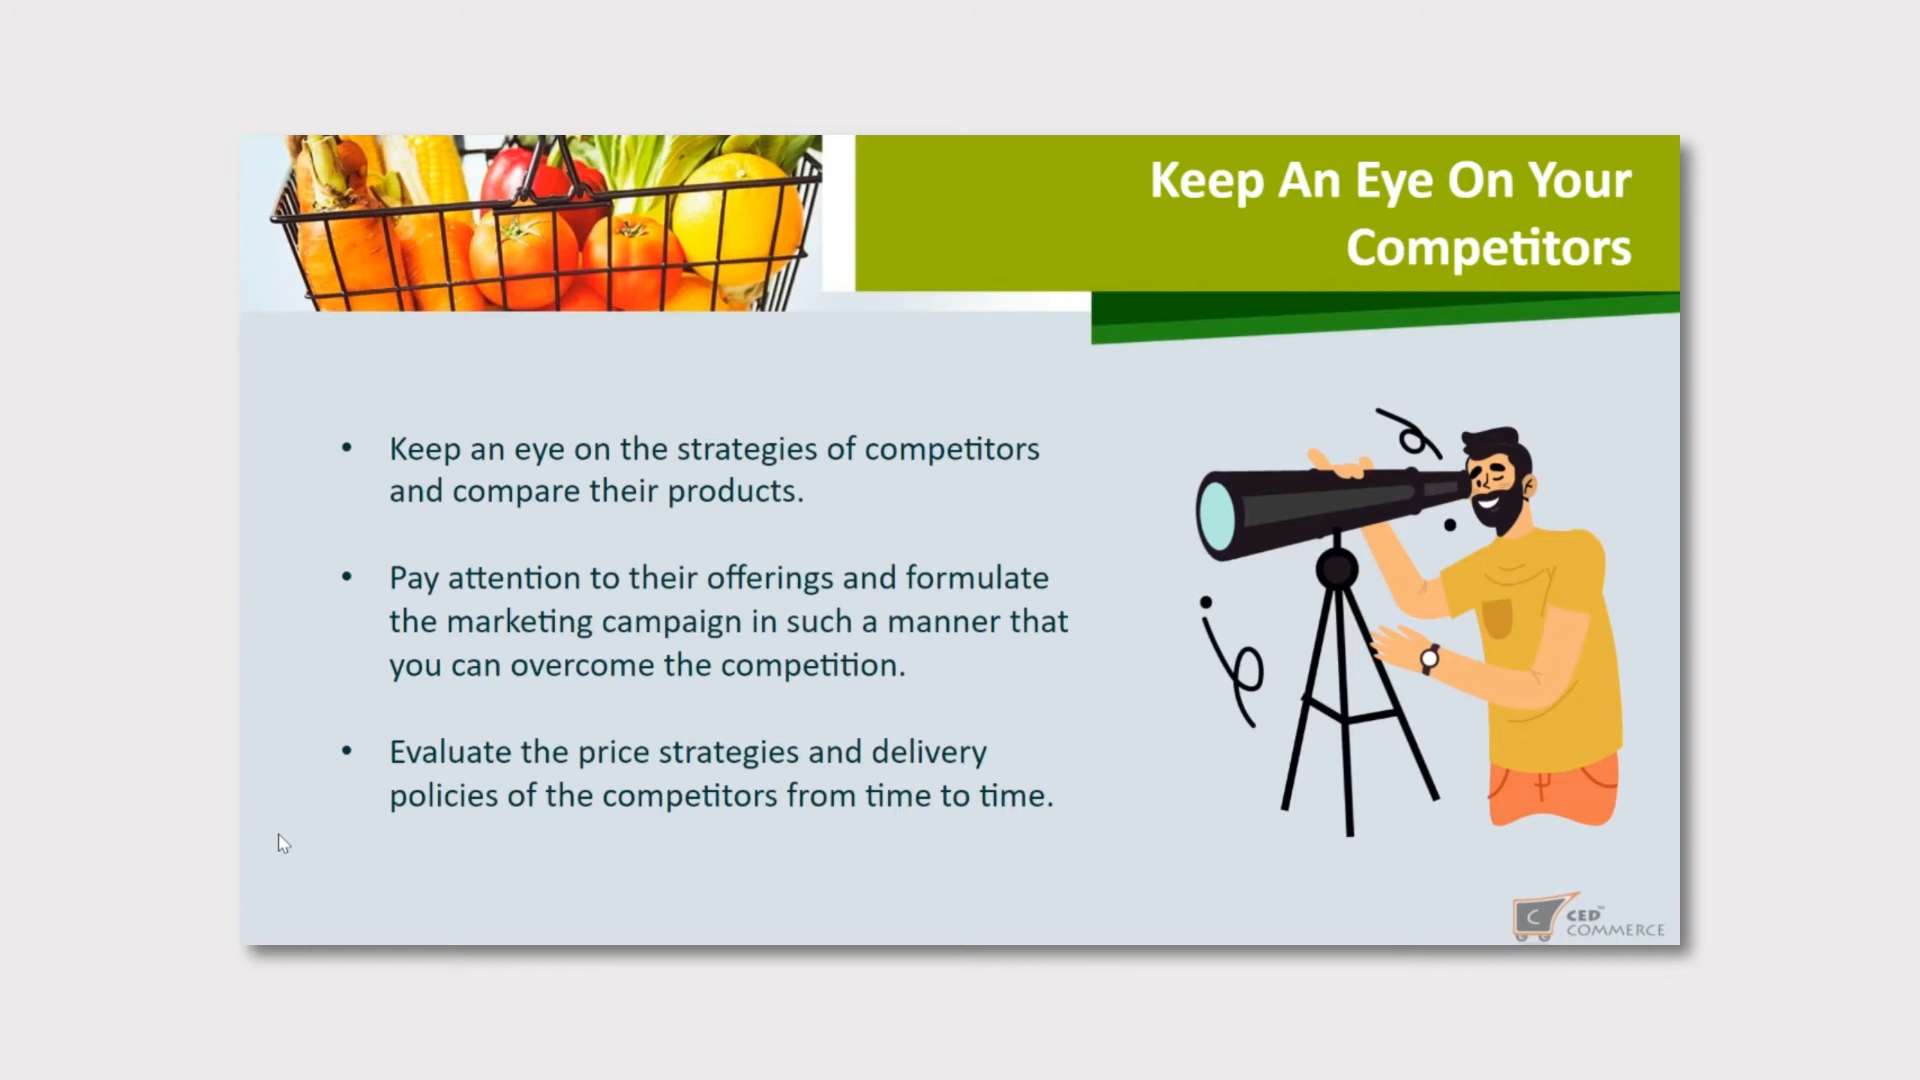 Keep An Eye On Your
Competitors
• Keep an eye on the strategies of competitors
and compare their products.
• Pay attention to their offerings and formulate
the marketing campaign in such a manner that
you can overcome the competition.
• Evaluate the price strategies and delivery
policies of the competitors from time to time.
C
CED™
COMMERCE